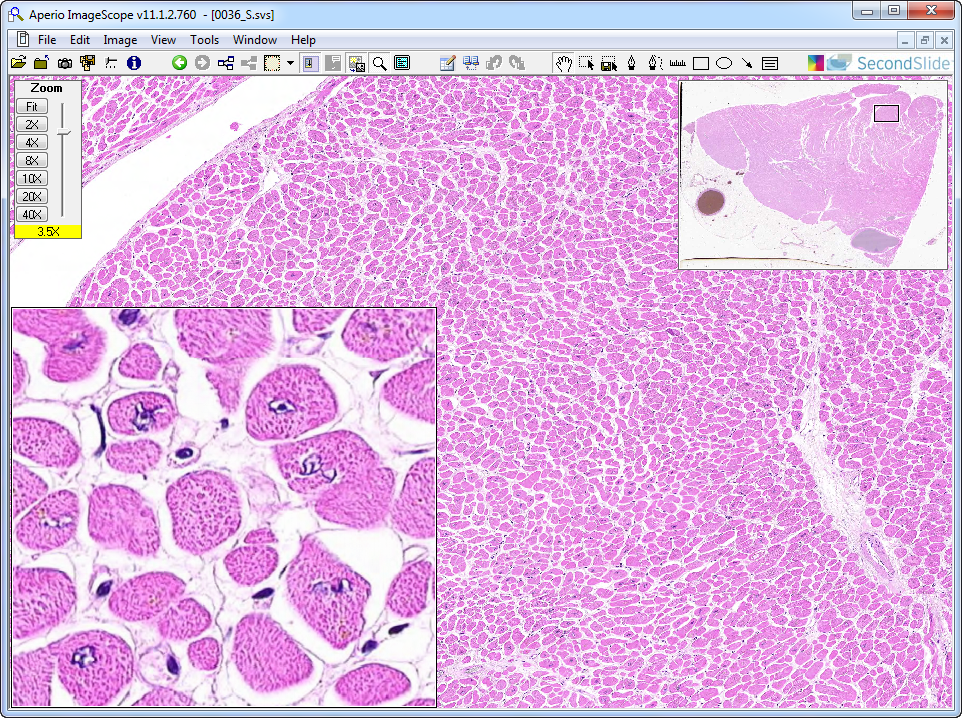 Aperio ImageScope v11.1.2.760 - [0036_S.svs]
File Edit Image View Tools Window Help
SecondSlide
Zoom
Fit
2X
4X
8X
10X
20X
40X
3.5X